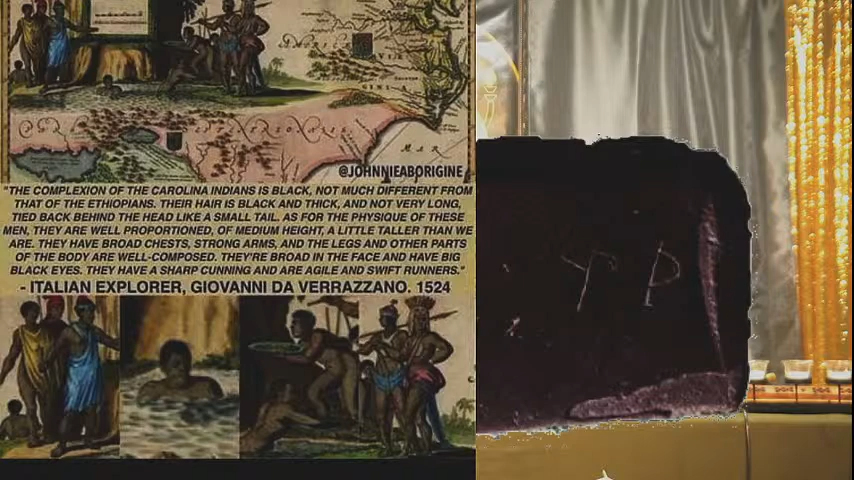 @JOHNNIEABORIGINE
"THE COMPLEXION OF THE CAROLINA INDIANS IS BLACK, NOT MUCH DIFFERENT FROM
THAT OF THE ETHIOPIANS. THEIR HAIR IS BLACK AND THICK, AND NOT VERY LONG,
TIED BACK BEHIND THE HEAD LIKE A SMALL TAIL. AS FOR THE PHYSIQUE OF THESE
MEN, THEY ARE WELL PROPORTIONED, OF MEDIUM HEIGHT, A LITTLE TALLER THAN WE
ARE. THEY HAVE BROAD CHESTS, STRONG ARMS, AND THE LEGS AND OTHER PARTS
OF THE BODY ARE WELL-COMPOSED. THEY'RE BROAD IN THE FACE AND HAVE BIG
BLACK EYES. THEY HAVE A SHARP CUNNING AND ARE AGILE AND SWIFT RUNNERS."
- ITALIAN EXPLORER, GIOVANNI DA VERRAZZANO. 1524